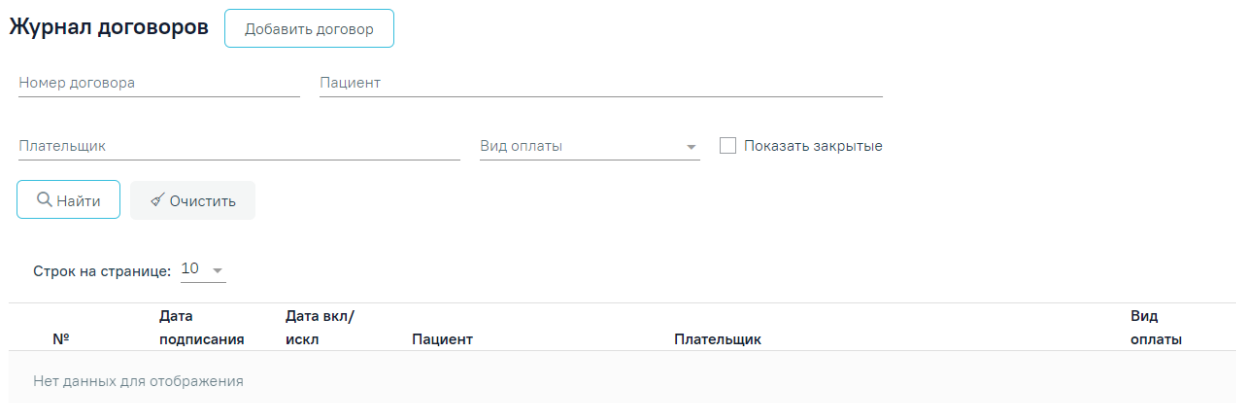 Журнал договоров Добавить договор
Номер договора Пациент
Плательщик Вид оплаты Показать закрытые
Найти Очистить
Строк на странице: 10
№ Дата подписания Дата вкл/искл Пациент Плательщик Вид оплаты
Нет данных для отображения